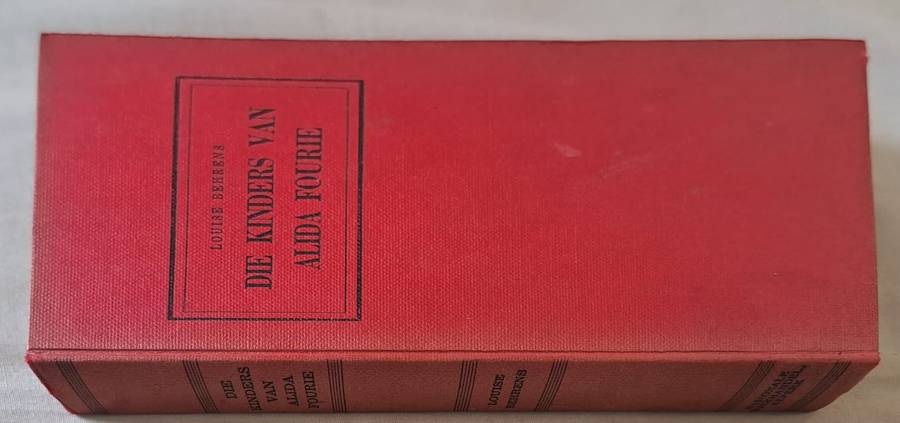 LOUISE BEHRENS
DIE KINDERS VAN
ALIDA FOURIE
DIE
KINDERS
VAN
ALIDA
FOURIE
LOUISE
BEHRENS